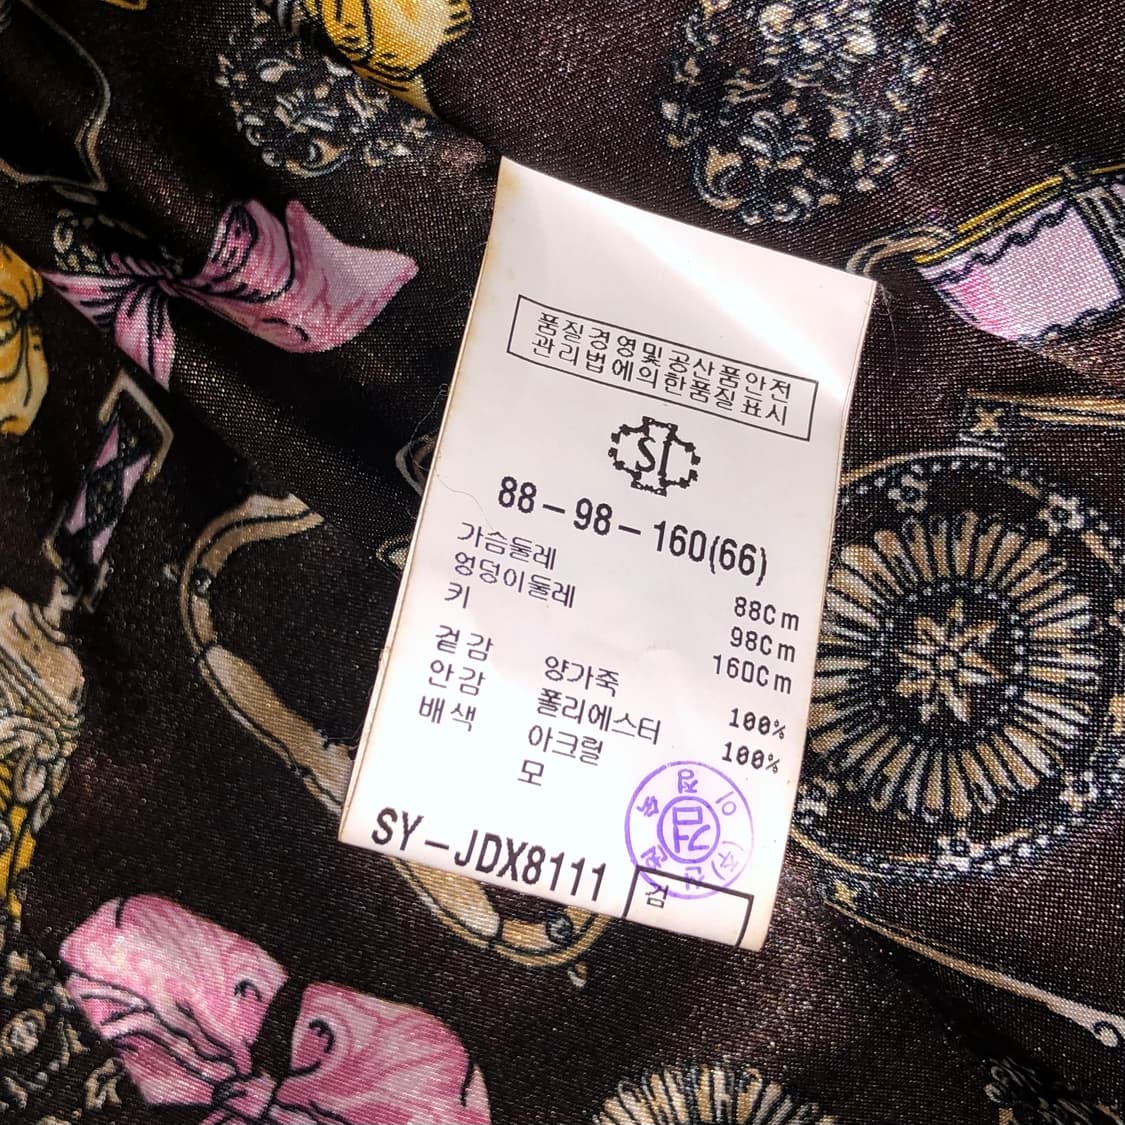 품질경영및공산품안전
관리법에의한품질표시
SI
88-98-160(66)
가슴둘레 88Cm
엉덩이둘레 98Cm
키 160Cm
겉감 양가죽 100%
안감 폴리에스터 100%
배색 아크릴
모
SY-JDX8111
검
검